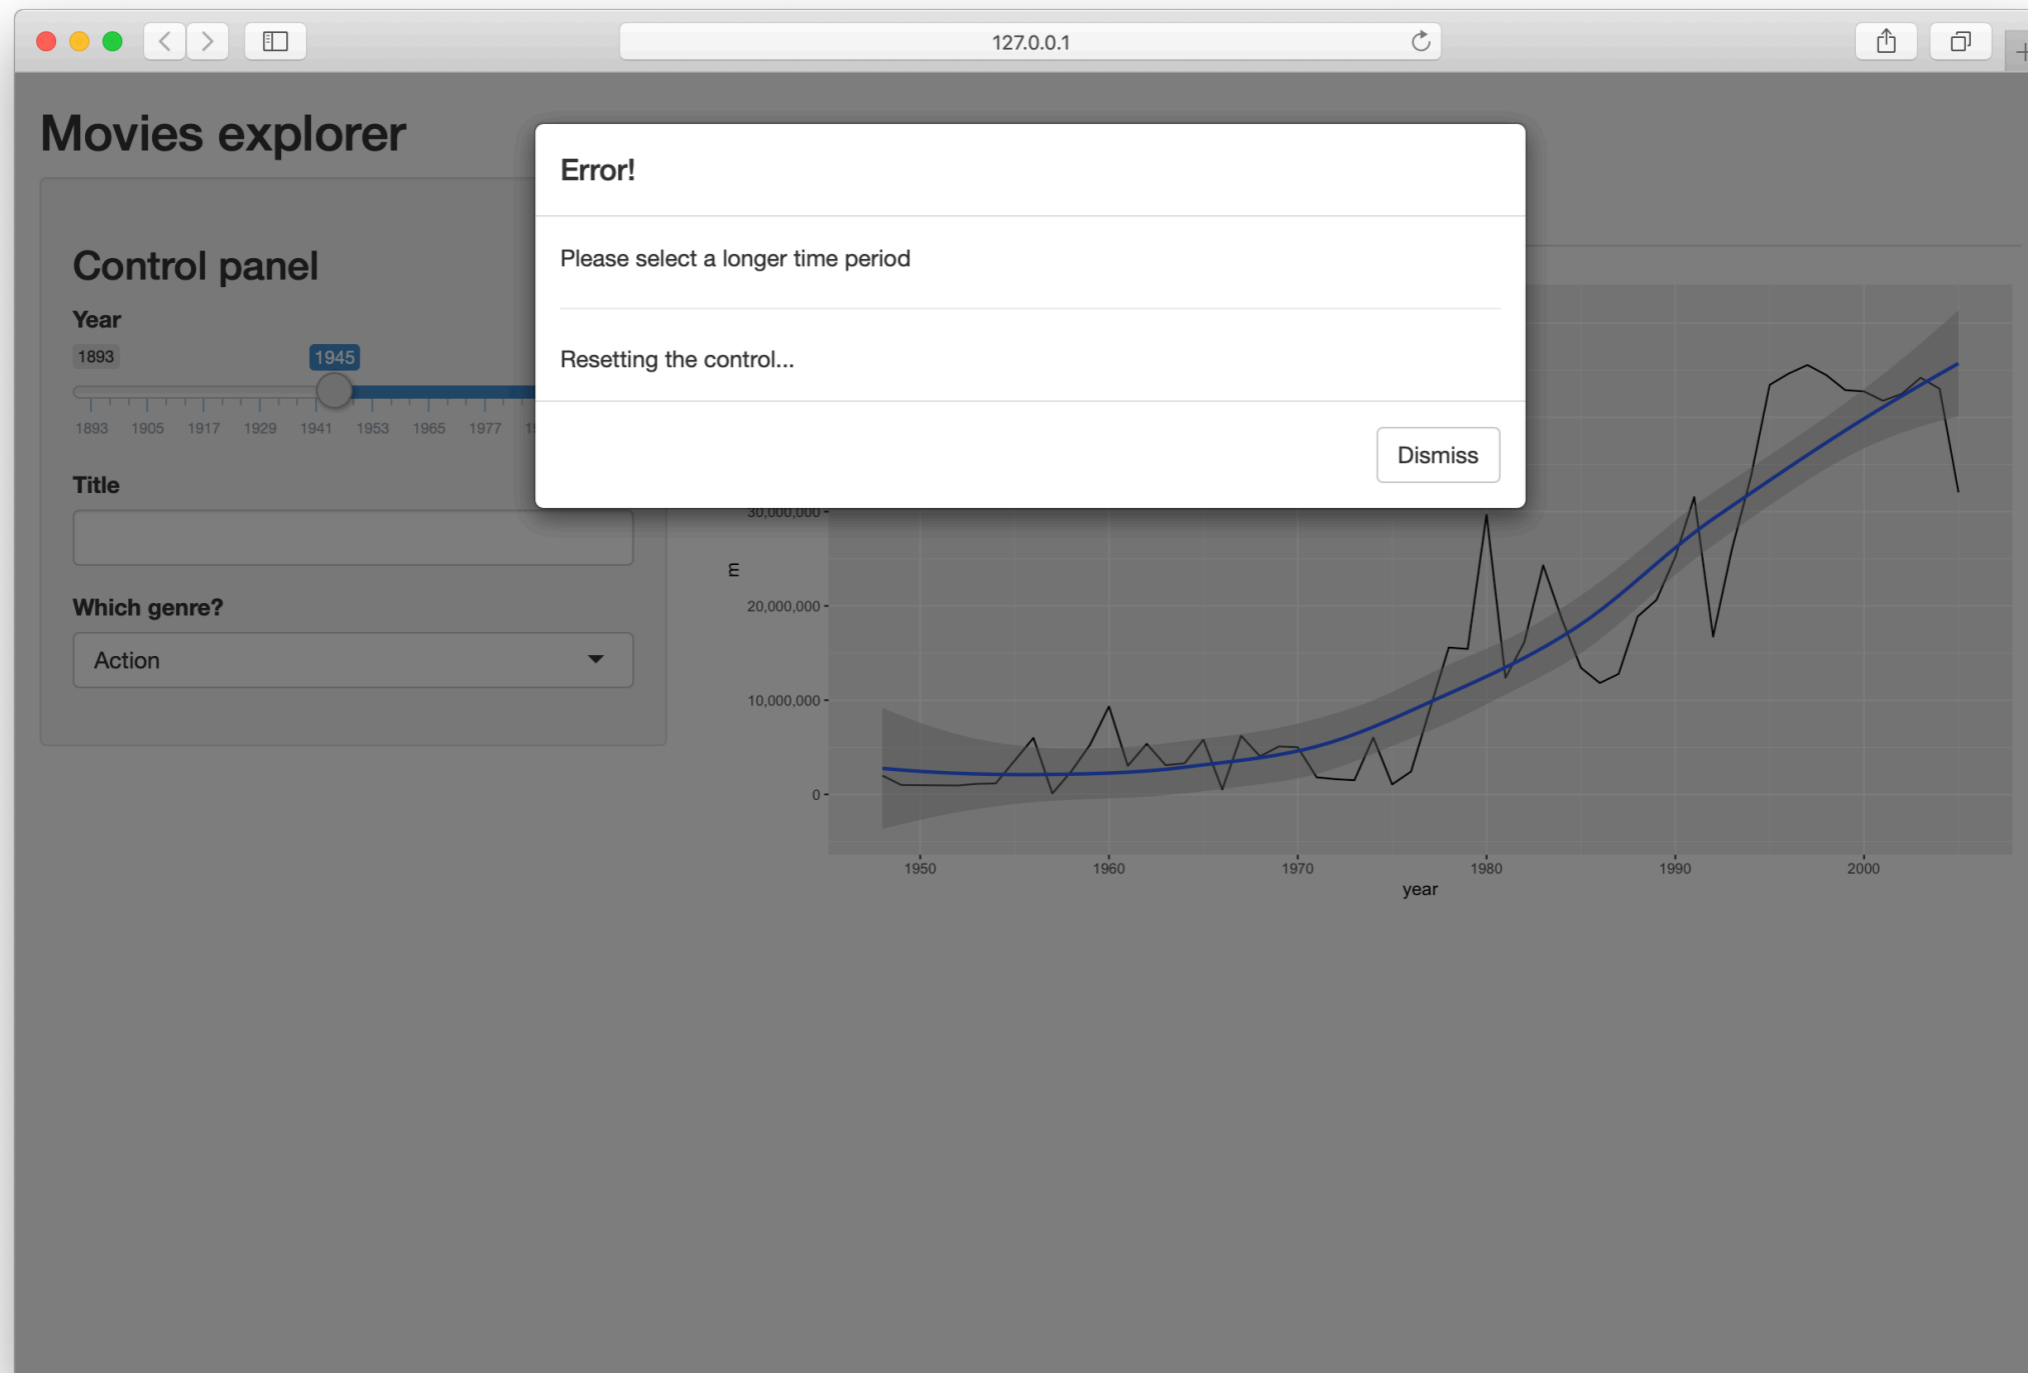 127.0.0.1
Movies explorer
Control panel
Year
1893
1945
1893 1905 1917 1929 1941 1953 1965 1977
Title
Which genre?
Action
Error!
Please select a longer time period
Resetting the control...
Dismiss
30,000,000
m
20,000,000
10,000,000
0
1950 1960 1970 1980 1990 2000
year